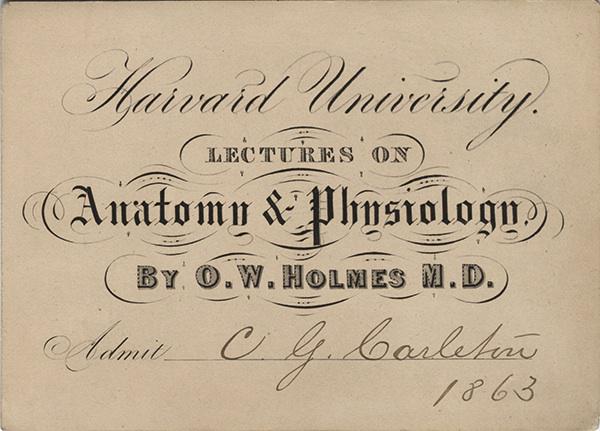 Harvard University.
LECTURES ON
Anatomy & Physiology.
BY O. W. HOLMES M.D.
Admit C. G. Carleton
1863